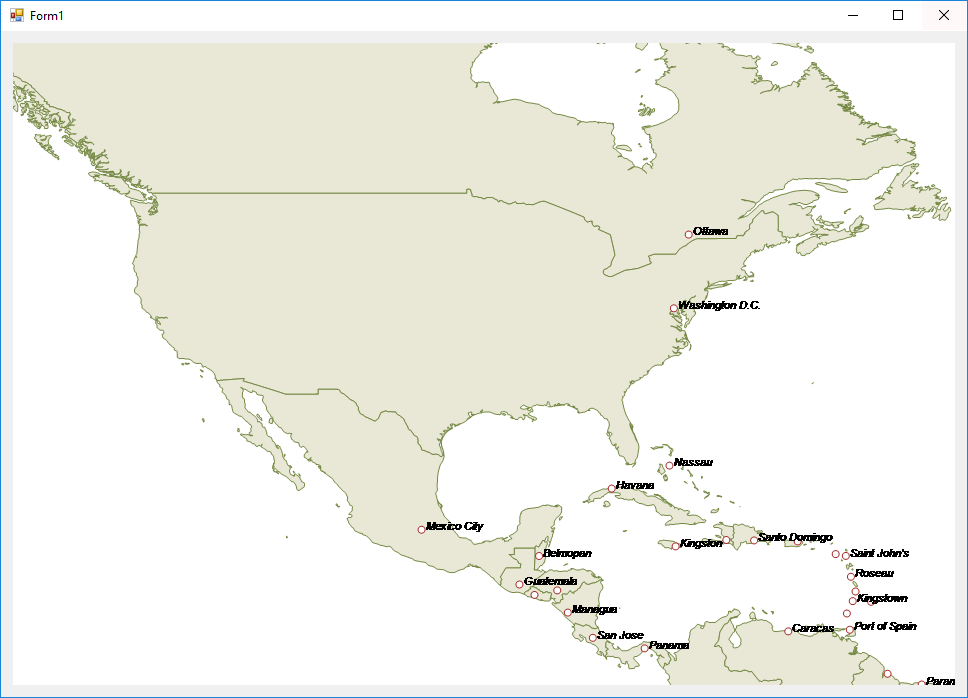 Form1
Ottawa
Washington D.C.
Nassau
Havana
Mexico City
Santo Domingo
Kingston
Belmopan
Saint John's
Roseau
Guatemala
Kingstown
Managua
Port of Spain
Caracas
San Jose
Panama
Param